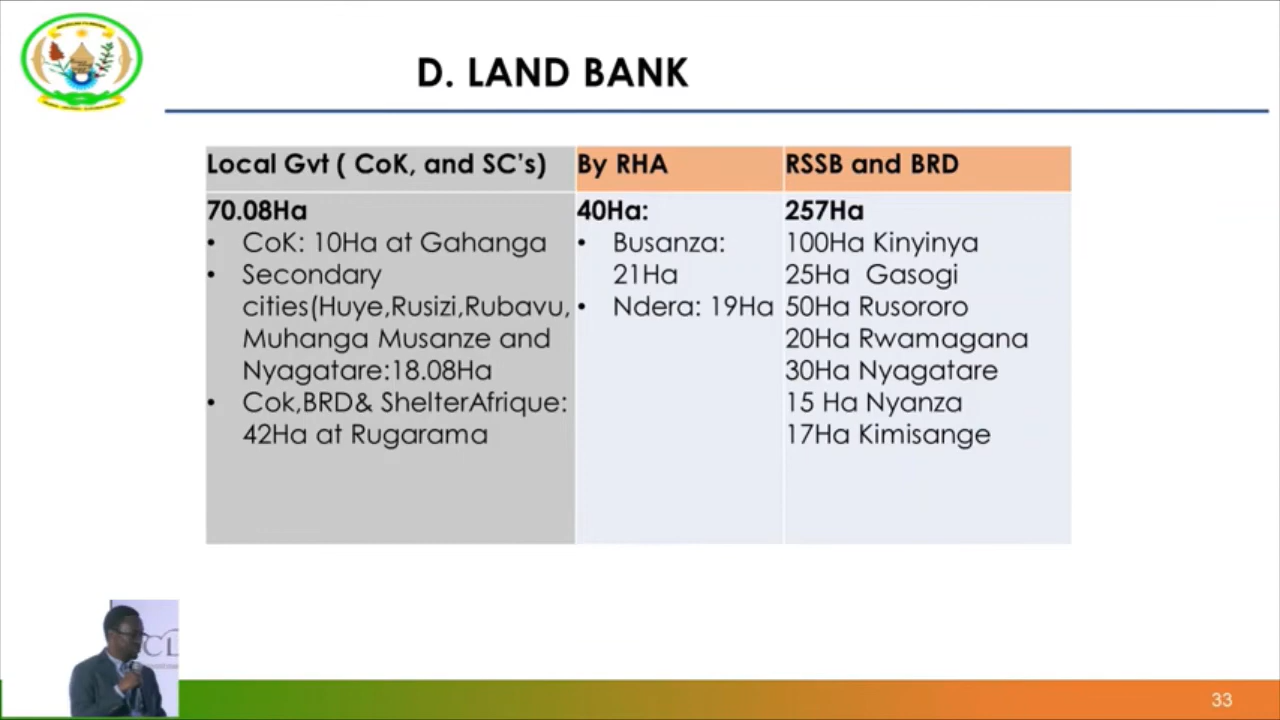 D. LAND BANK
Local Gvt ( CoK, and SC's)
By RHA
RSSB and BRD
70.08Ha
• CoK: 10Ha at Gahanga
• Secondary
cities(Huye,Rusizi,Rubavu,
Muhanga Musanze and
Nyagatare:18.08Ha
• Cok,BRD& ShelterAfrique:
42Ha at Rugarama
40Ha:
• Busanza:
21Ha
• Ndera: 19Ha
257Ha
100Ha Kinyinya
25Ha  Gasogi
50Ha Rusororo
20Ha Rwamagana
30Ha Nyagatare
15 Ha Nyanza
17Ha Kimisange
CL
33